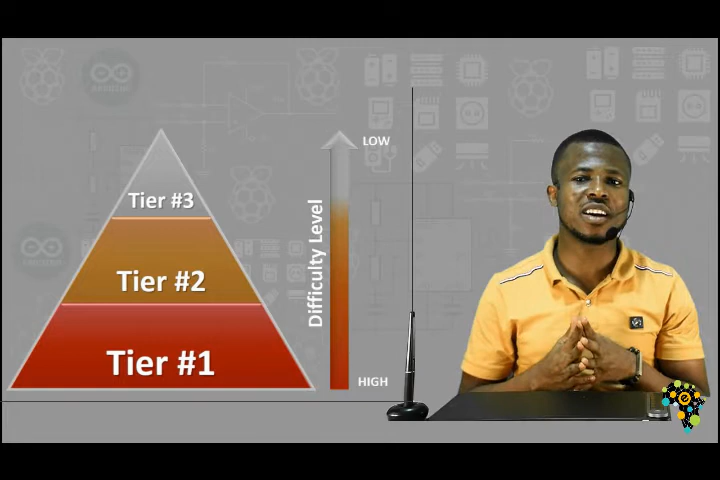 Tier #3
Tier #2
Tier #1
Difficulty Level
LOW
HIGH